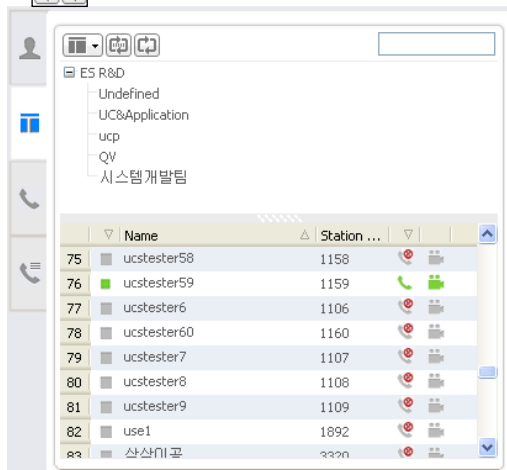 ES R&D
Undefined
UC&Application
ucp
QV
시스템개발팀
Name Station ...
75 ucstester58 1158
76 ucstester59 1159
77 ucstester6 1106
78 ucstester60 1160
79 ucstester7 1107
80 ucstester8 1108
81 ucstester9 1109
82 use1 1892
83 3320